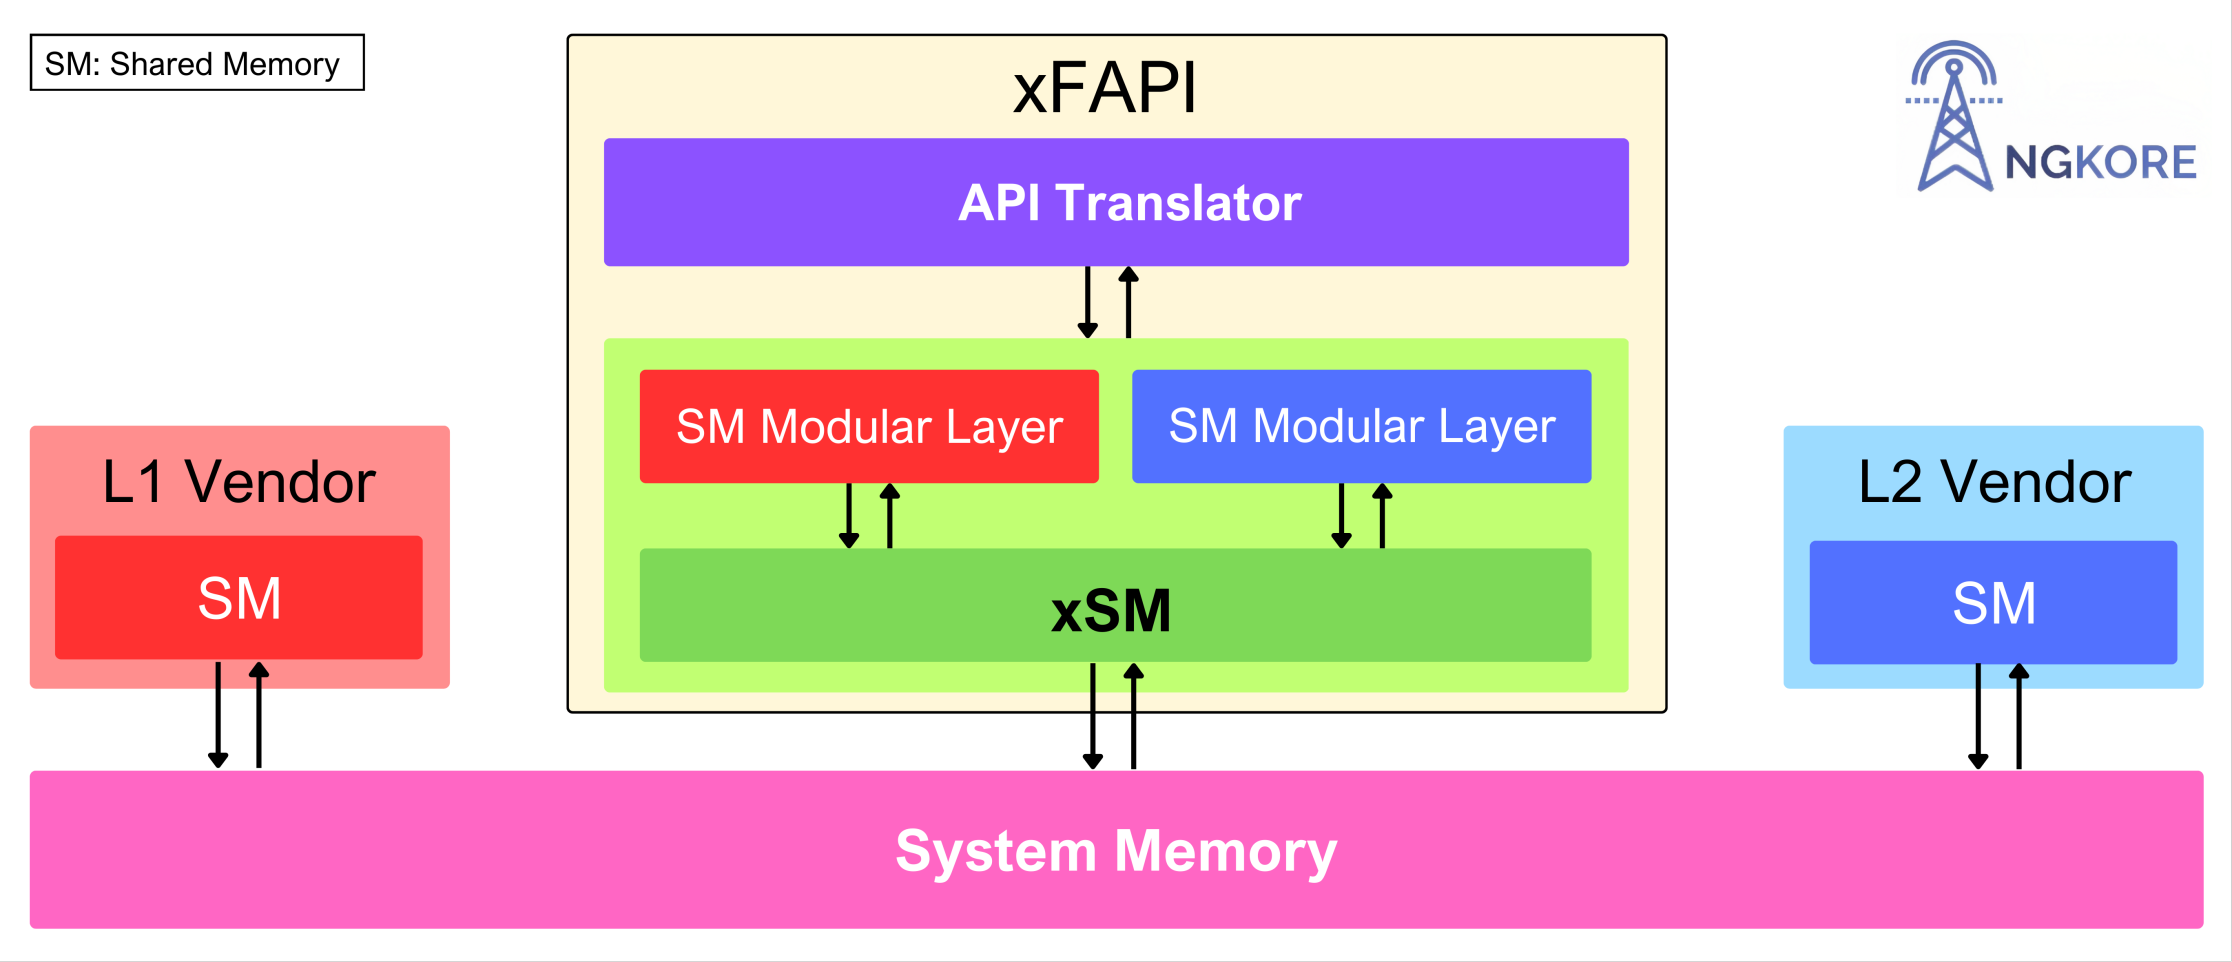 SM: Shared Memory
xFAPI
NGKORE
API Translator
SM Modular Layer
SM Modular Layer
L1 Vendor
L2 Vendor
SM
xSM
SM
System Memory